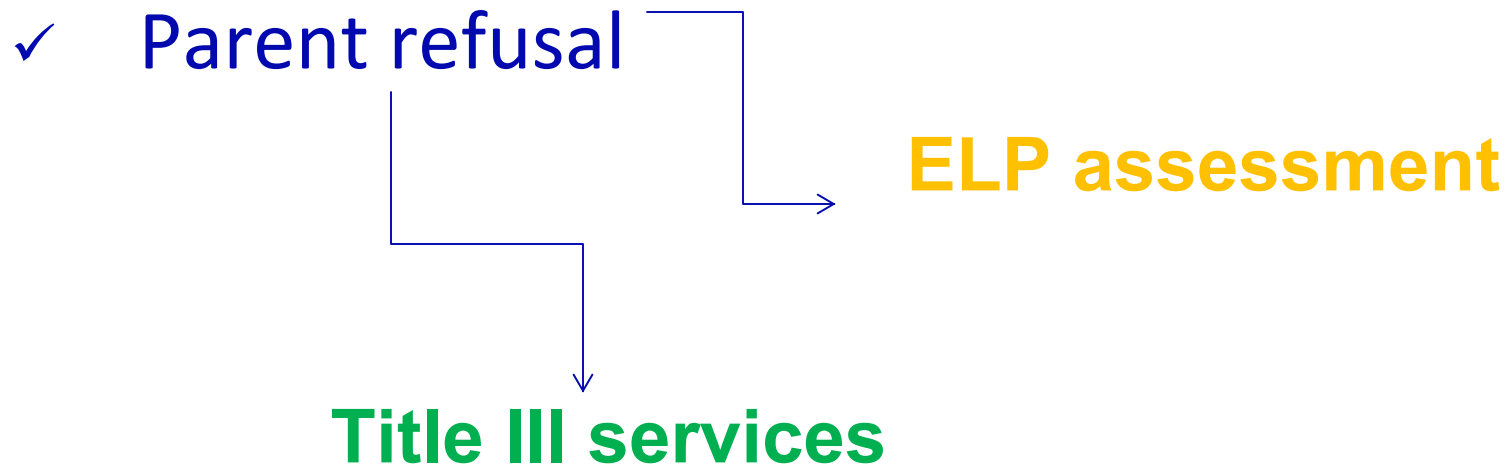 ✓ Parent refusal
ELP assessment
Title III services